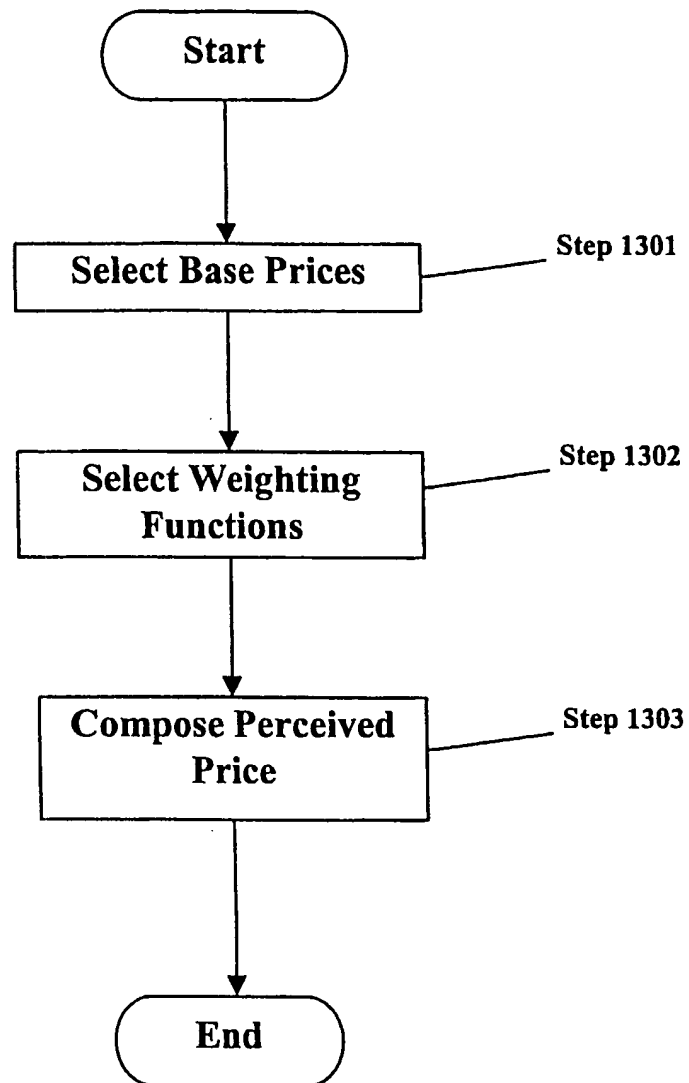 Start
Select Base Prices
Step 1301
Select Weighting
Functions
Step 1302
Compose Perceived
Price
Step 1303
End